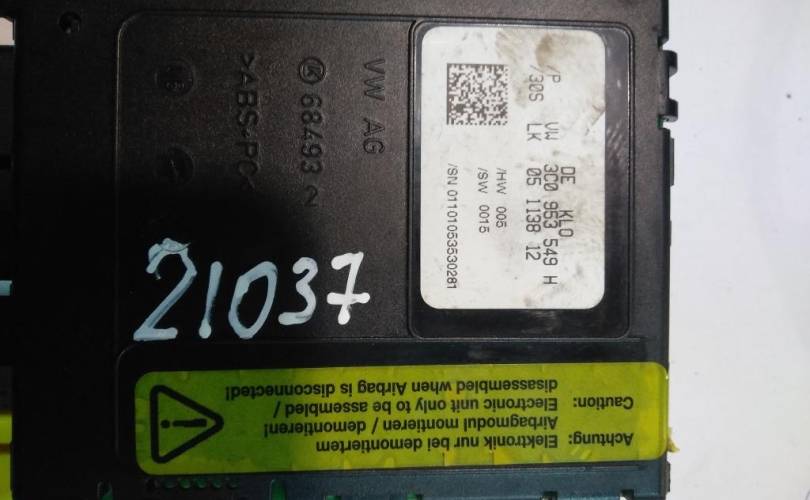 VW AG
68493 2
>ABS+PC<
DE KLO
/P VW 3C0 953 549 H
/30S LK 05 1138 12
/HW 005
/SW 0015
/SN 01101053530281
21037
Achtung: Elektronik nur bei demontiertem
Airbagmodul montieren / demontieren!
Caution: Electronic unit only to be assembled /
disassembled when Airbag is disconnected!